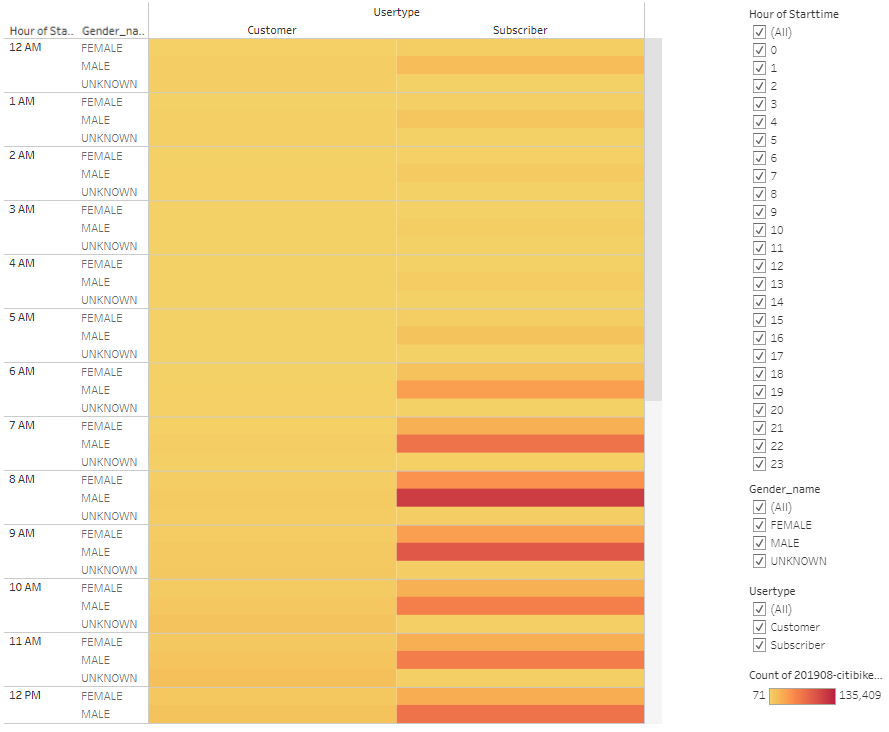 Usertype
Hour of Sta.. Gender_na.. Customer Subscriber
12 AM FEMALE
MALE
UNKNOWN
1 AM FEMALE
MALE
UNKNOWN
2 AM FEMALE
MALE
UNKNOWN
3 AM FEMALE
MALE
UNKNOWN
4 AM FEMALE
MALE
UNKNOWN
5 AM FEMALE
MALE
UNKNOWN
6 AM FEMALE
MALE
UNKNOWN
7 AM FEMALE
MALE
UNKNOWN
8 AM FEMALE
MALE
UNKNOWN
9 AM FEMALE
MALE
UNKNOWN
10 AM FEMALE
MALE
UNKNOWN
11 AM FEMALE
MALE
UNKNOWN
12 PM FEMALE
MALE
Hour of Starttime
(All)
0
1
2
3
4
5
6
7
8
9
10
11
12
13
14
15
16
17
18
19
20
21
22
23
Gender_name
(All)
FEMALE
MALE
UNKNOWN
Usertype
(All)
Customer
Subscriber
Count of 201908-citibike...
71 135,409